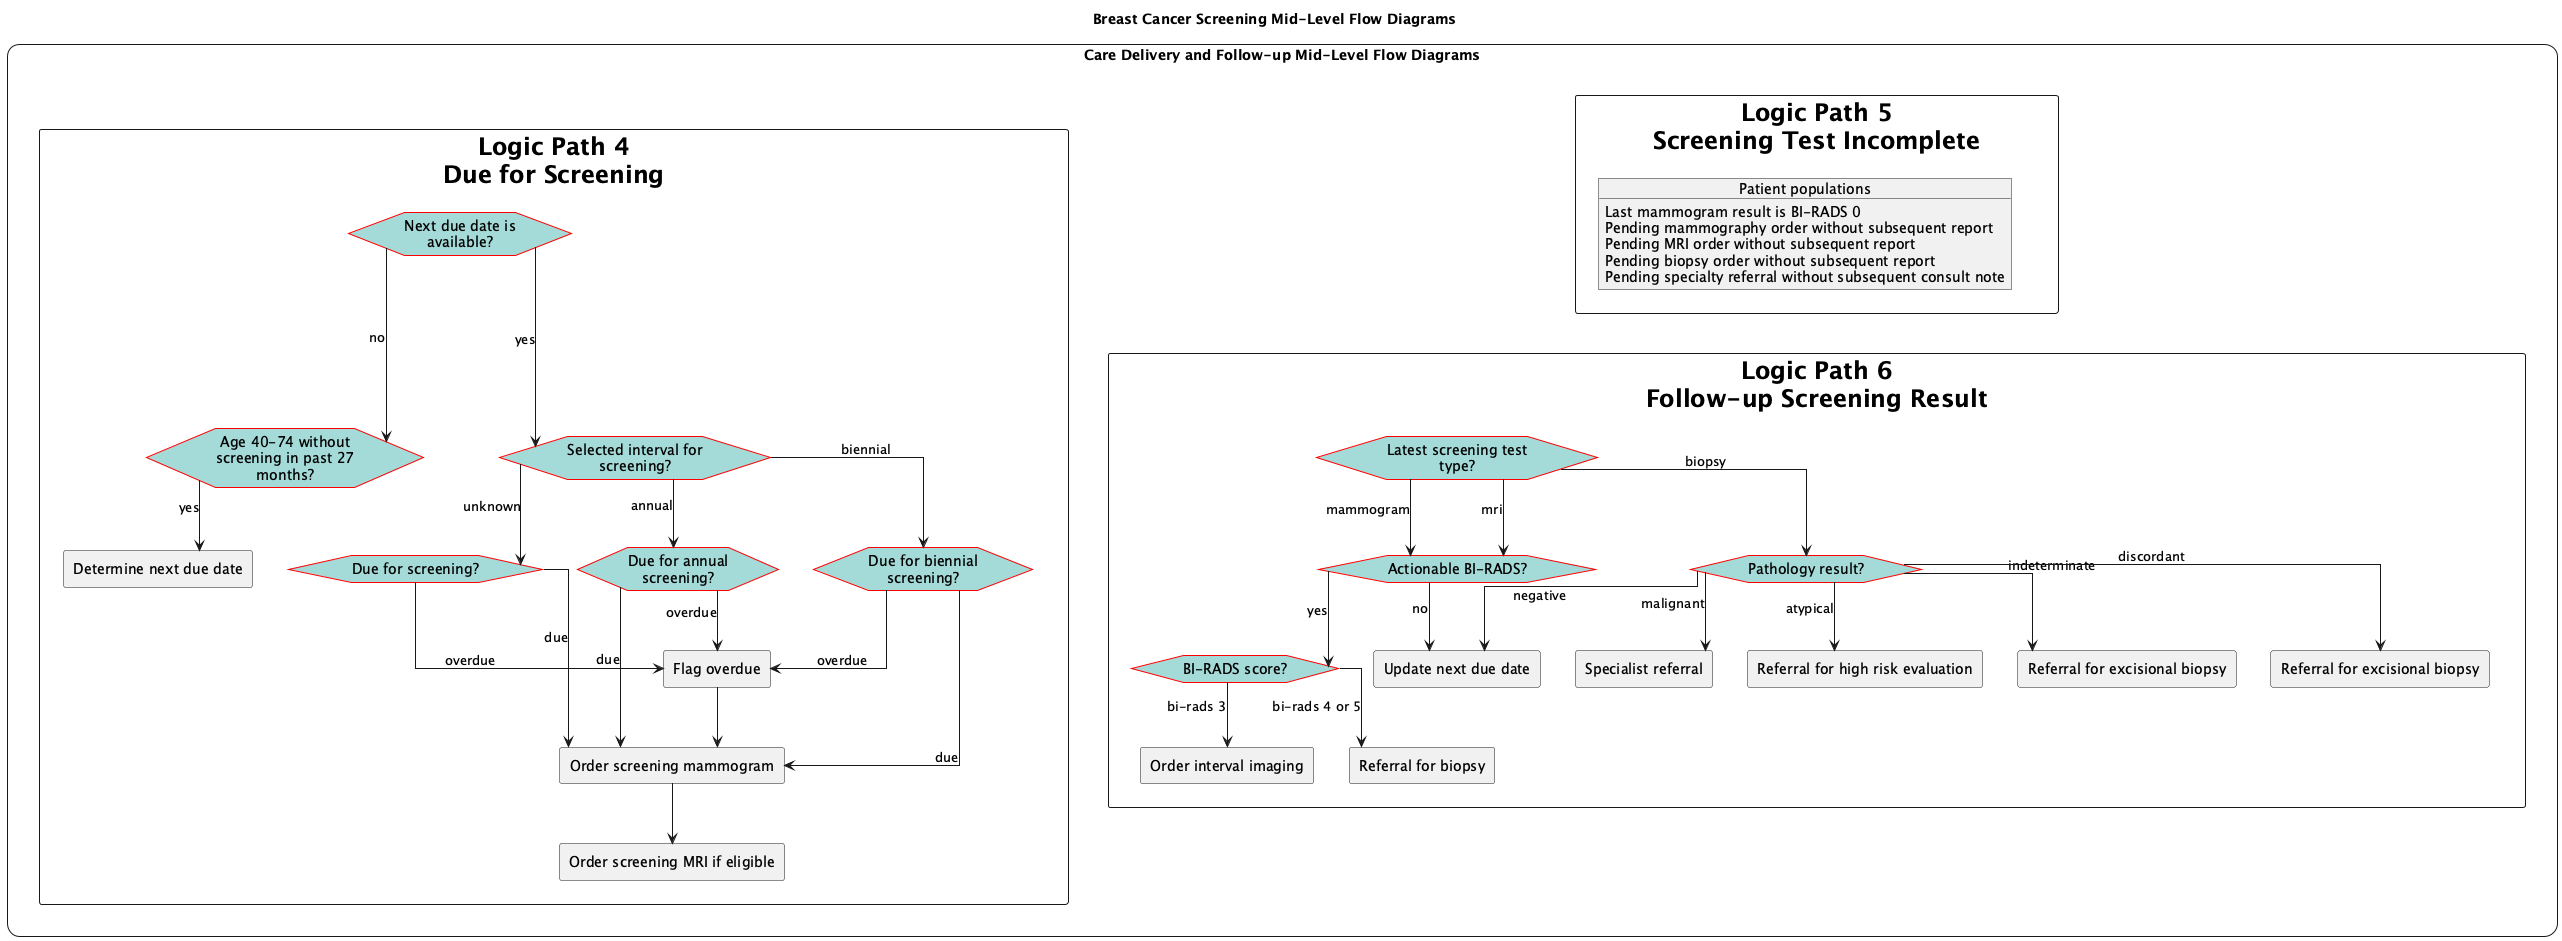 Breast Cancer Screening Mid-Level Flow Diagrams
Care Delivery and Follow-up Mid-Level Flow Diagrams
Logic Path 4
Due for Screening
Next due date is
available?
no
yes
Age 40-74 without
screening in past 27
months?
Selected interval for
screening?
biennial
yes
unknown
annual
Determine next due date
Due for screening?
Due for annual
screening?
Due for biennial
screening?
overdue
due
due
overdue
overdue
Flag overdue
due
Order screening mammogram
Order screening MRI if eligible
Logic Path 5
Screening Test Incomplete
Patient populations
Last mammogram result is BI-RADS 0
Pending mammography order without subsequent report
Pending MRI order without subsequent report
Pending biopsy order without subsequent report
Pending specialty referral without subsequent consult note
Logic Path 6
Follow-up Screening Result
Latest screening test
type?
biopsy
mammogram
mri
Actionable BI-RADS?
Pathology result?
indeterminate
discordant
yes
no
negative
malignant
atypical
BI-RADS score?
Update next due date
Specialist referral
Referral for high risk evaluation
Referral for excisional biopsy
Referral for excisional biopsy
bi-rads 3
bi-rads 4 or 5
Order interval imaging
Referral for biopsy